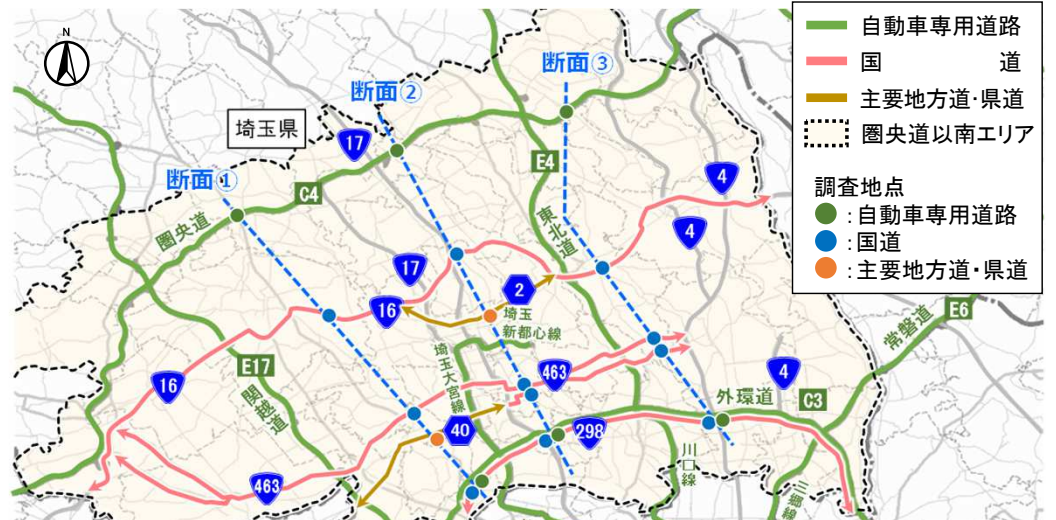 N
埼玉県
断面①
断面②
断面③
17
C4
圏央道
E4
東北道
4
4
17
16
2
埼玉
新都心線
16
E17
関越道
埼玉大宮線
463
40
463
298
外環道
C3
4
常磐道
E6
川口線
三郷線
自動車専用道路
国 道
主要地方道・県道
圏央道以南エリア
調査地点
:自動車専用道路
:国道
:主要地方道・県道